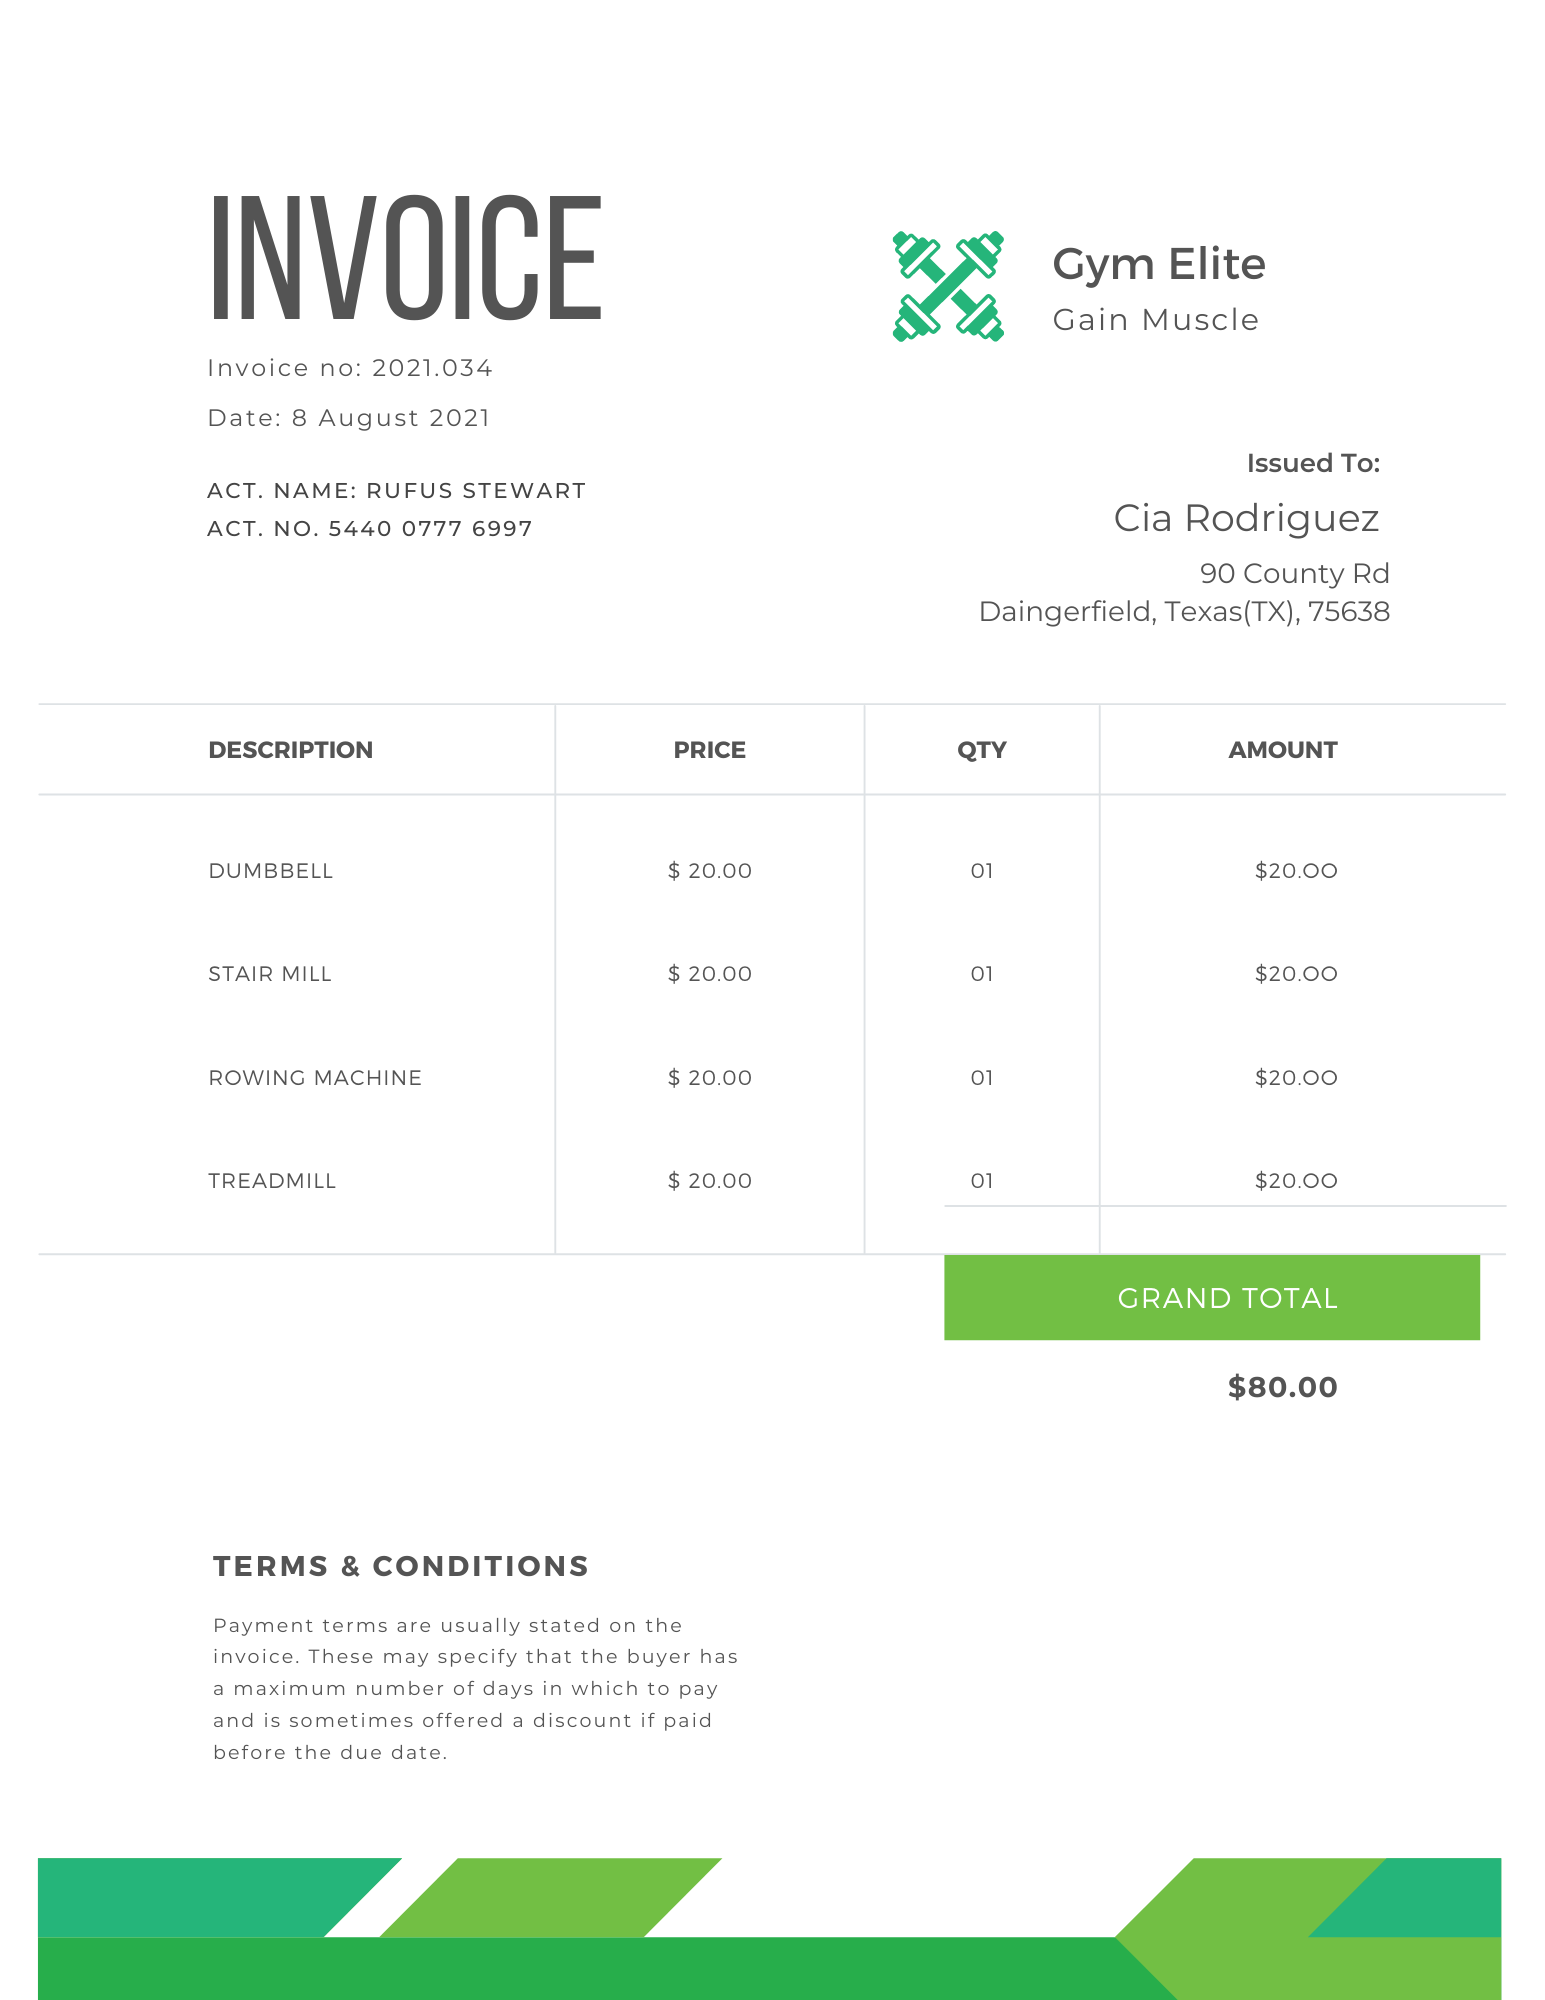 INVOICE
Invoice no: 2021.034
Date: 8 August 2021
ACT. NAME: RUFUS STEWART
ACT. NO. 5440 0777 6997
Gym Elite
Gain Muscle
Issued To:
Cia Rodriguez
90 County Rd
Daingerfield, Texas(TX), 75638
DESCRIPTION PRICE QTY AMOUNT
DUMBBELL $ 20.00 01 $20.OO
STAIR MILL $ 20.00 01 $20.OO
ROWING MACHINE $ 20.00 01 $20.OO
TREADMILL $ 20.00 01 $20.OO
GRAND TOTAL
$80.00
TERMS & CONDITIONS
Payment terms are usually stated on the
invoice. These may specify that the buyer has
a maximum number of days in which to pay
and is sometimes offered a discount if paid
before the due date.